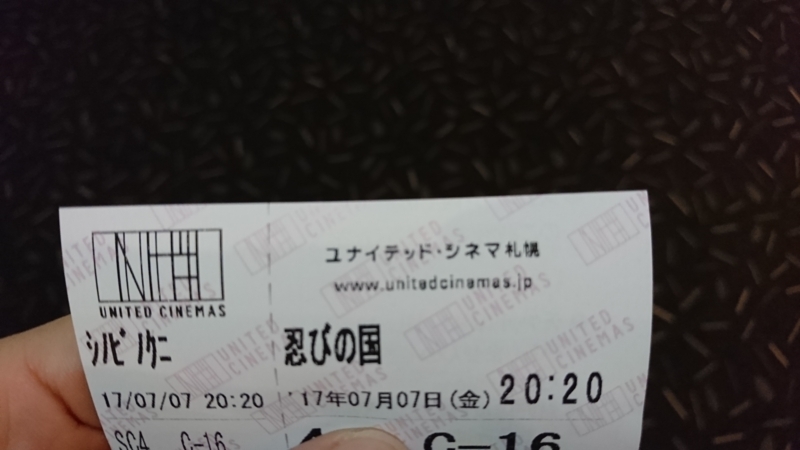 UNITED CINEMAS
ユナイテッド・シネマ札幌
www.unitedcinemas.jp
ｼﾉﾋﾞﾉｸﾆ
忍びの国
17/07/07 20:20
'17年07月07日(金) 20:20
SC4 C-16
4 C-16